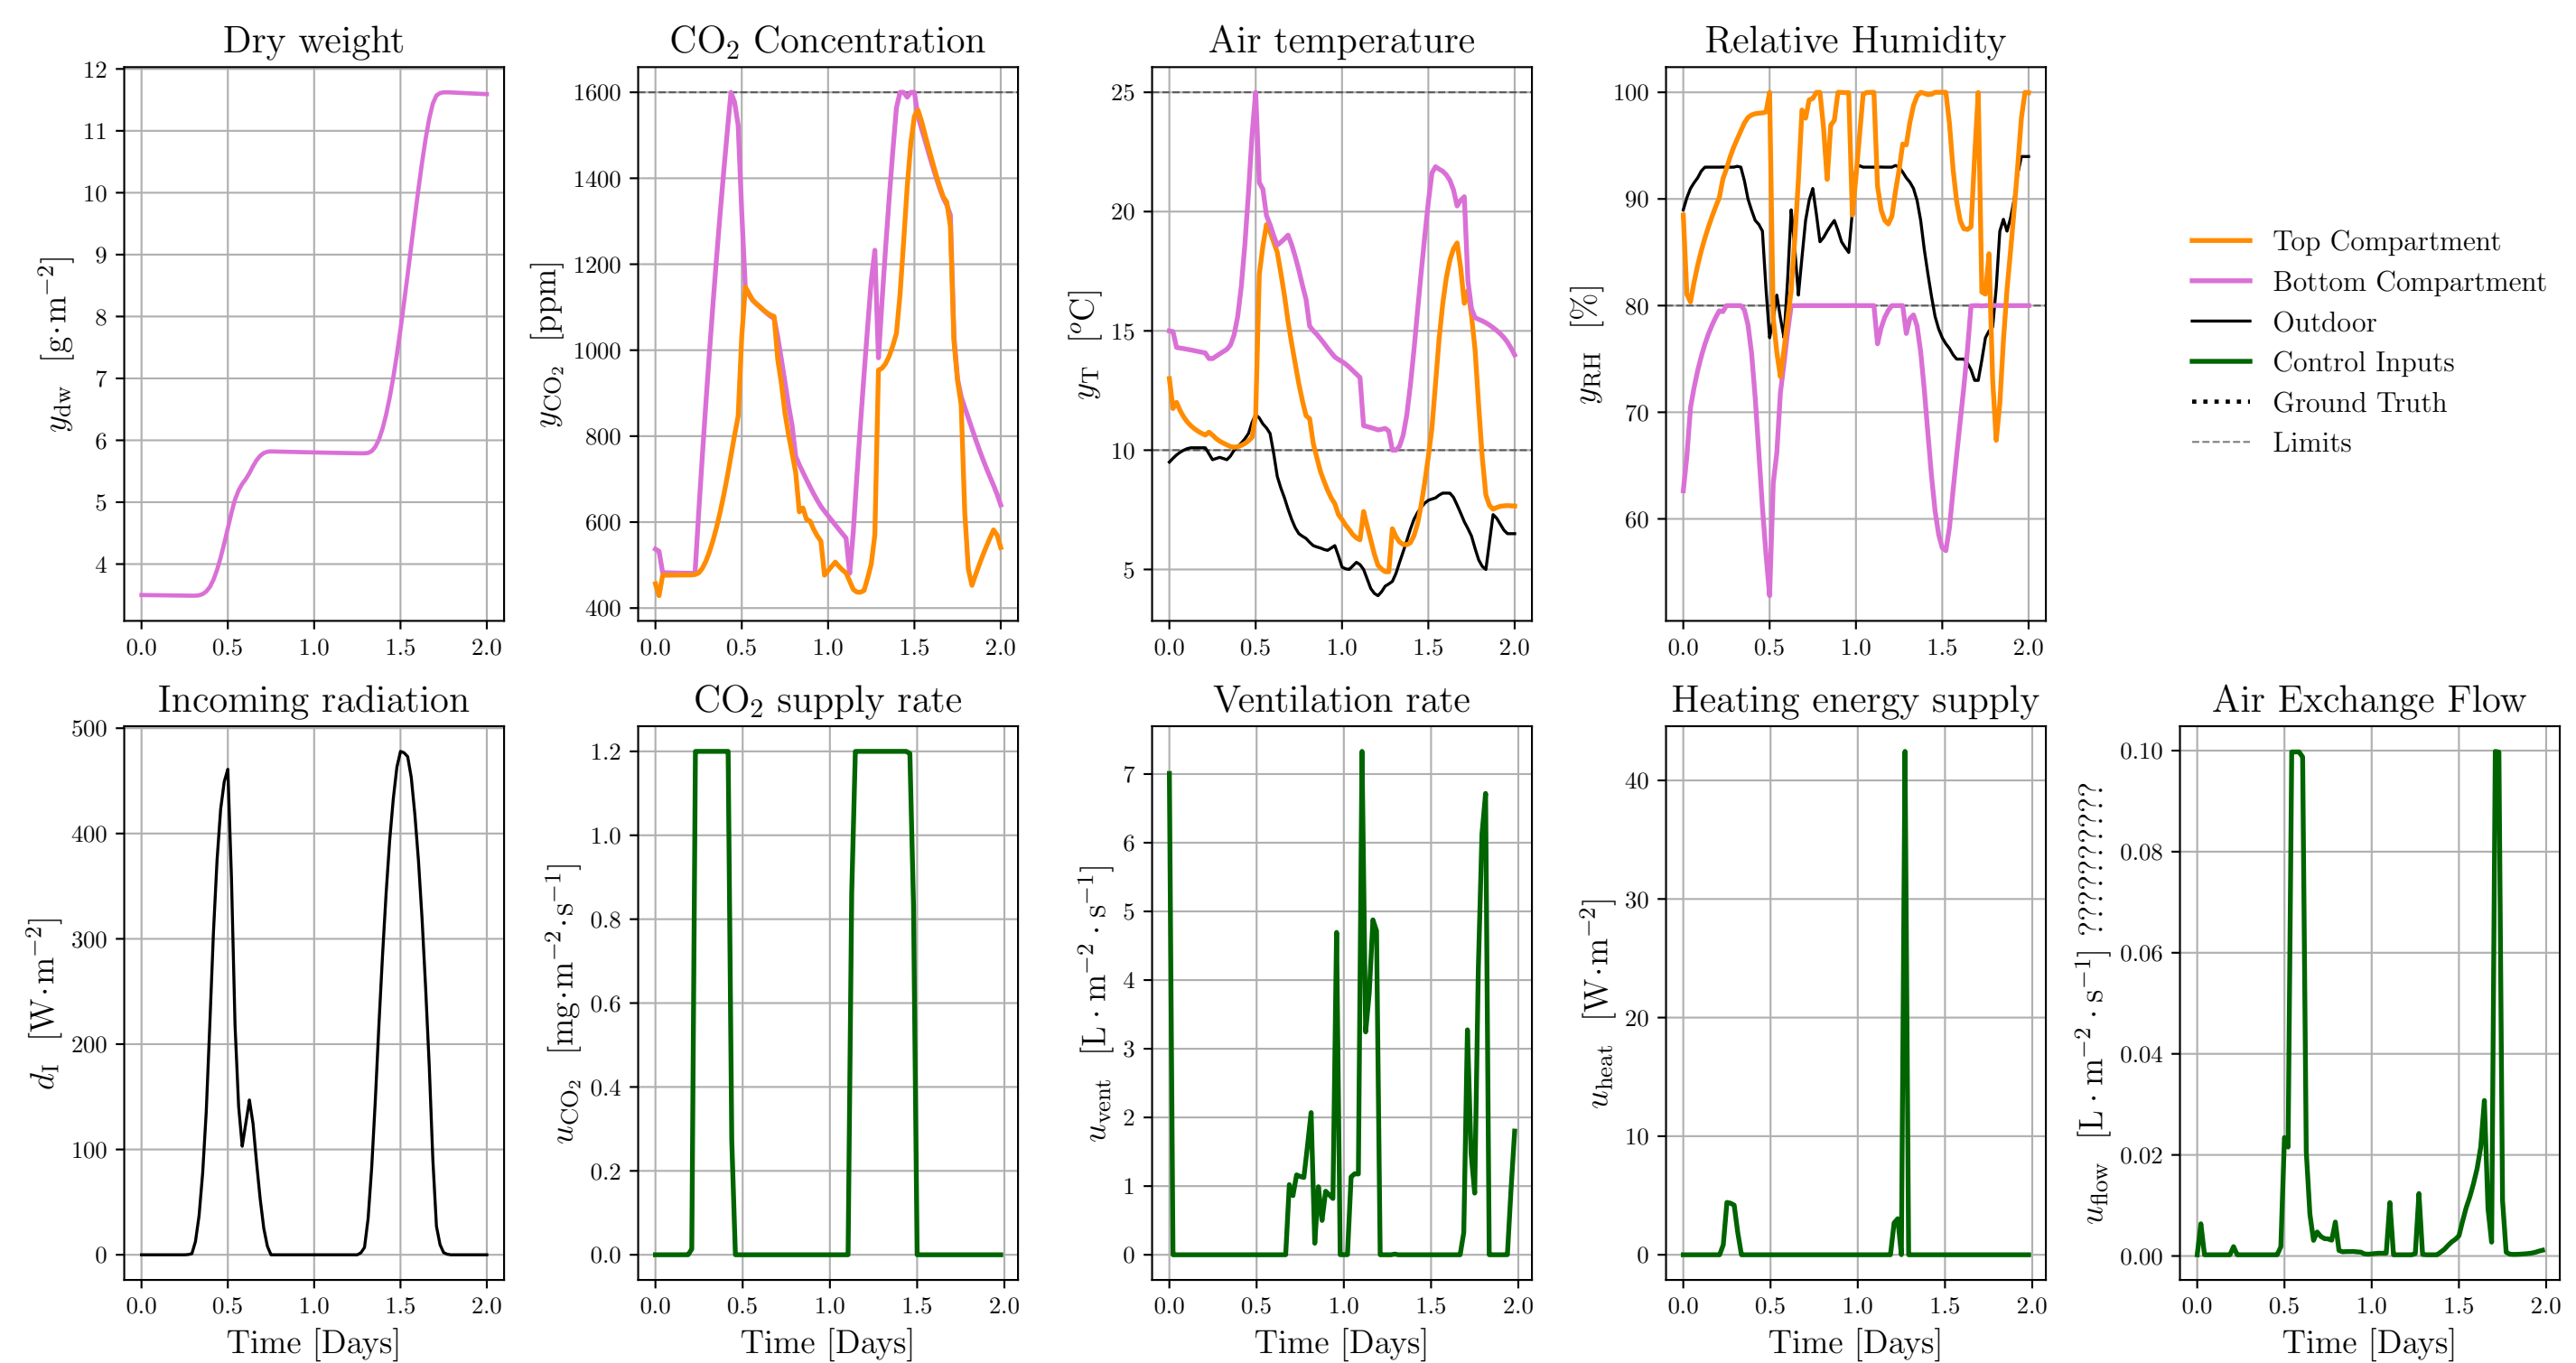 Dry weight
CO₂ Concentration
Air temperature
Relative Humidity
y_dw [g·m⁻²]
12
11
10
9
8
7
6
5
4
0.0 0.5 1.0 1.5 2.0
y_CO₂ [ppm]
1600
1400
1200
1000
800
600
400
0.0 0.5 1.0 1.5 2.0
y_T [°C]
25
20
15
10
5
0.0 0.5 1.0 1.5 2.0
y_RH [%]
100
90
80
70
60
0.0 0.5 1.0 1.5 2.0
Top Compartment
Bottom Compartment
Outdoor
Control Inputs
Ground Truth
Limits
Incoming radiation
CO₂ supply rate
Ventilation rate
Heating energy supply
Air Exchange Flow
d_I [W·m⁻²]
500
400
300
200
100
0
0.0 0.5 1.0 1.5 2.0
Time [Days]
u_CO₂ [mg·m⁻²·s⁻¹]
1.2
1.0
0.8
0.6
0.4
0.2
0.0
0.0 0.5 1.0 1.5 2.0
Time [Days]
u_vent [L · m⁻² · s⁻¹]
7
6
5
4
3
2
1
0
0.0 0.5 1.0 1.5 2.0
Time [Days]
u_heat [W·m⁻²]
40
30
20
10
0
0.0 0.5 1.0 1.5 2.0
Time [Days]
u_flow [L · m⁻² · s⁻¹] ???????????
0.10
0.08
0.06
0.04
0.02
0.00
0.0 0.5 1.0 1.5 2.0
Time [Days]